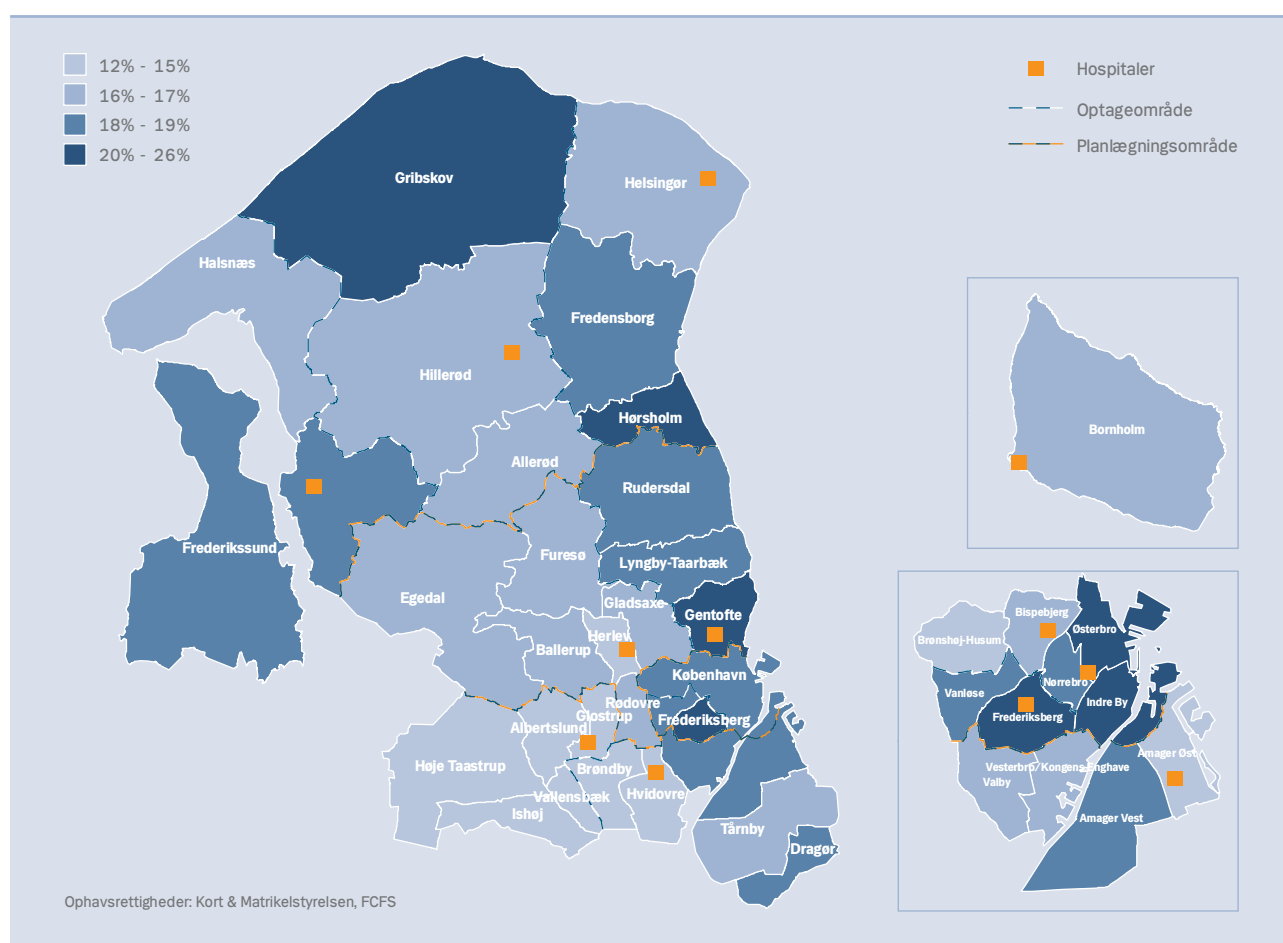 12% - 15%
16% - 17%
18% - 19%
20% - 26%
Hospitaler
Optageområde
Planlægningsområde
Gribskov
Helsingør
Halsnæs
Fredensborg
Hillerød
Hørsholm
Allerød
Rudersdal
Frederikssund
Furesø
Lyngby-Taarbæk
Egedal
Gladsaxe
Gentofte
Herlev
Ballerup
København
Rødovre
Glostrup
Frederiksberg
Albertslund
Høje Taastrup
Brøndby
Vallensbæk
Hvidovre
Ishøj
Tårnby
Dragør
Bornholm
Bispebjerg
Østerbro
Brønshøj-Husum
Nørrebro
Vanløse
Indre By
Frederiksberg
Amager Øst
Vesterbro/Kongens Enghave
Valby
Amager Vest
Ophavsrettigheder: Kort & Matrikelstyrelsen, FCFS